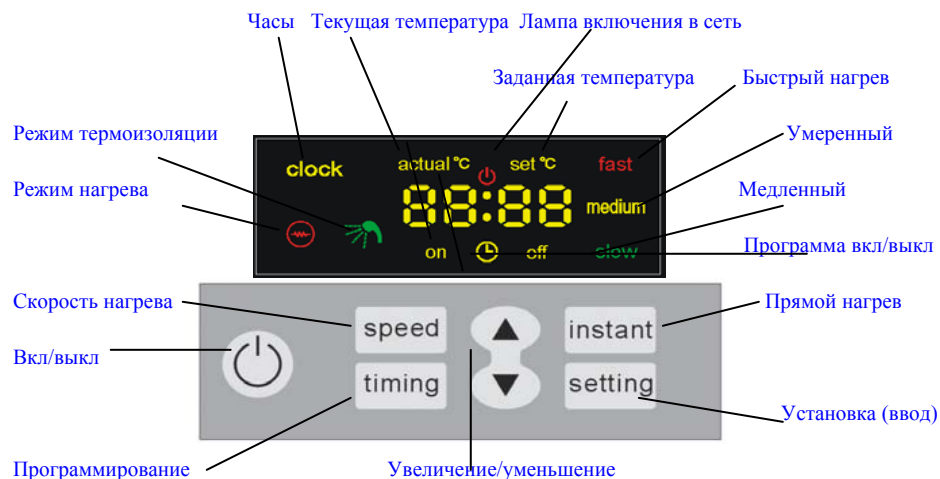 Часы Текущая температура Лампа включения в сеть
Заданная температура Быстрый нагрев
Режим термоизоляции Умеренный
Режим нагрева Медленный
Программа вкл/выкл
clock actual °C set °C fast
88:88 medium
on off slow
Скорость нагрева Прямой нагрев
Вкл/выкл
speed instant
timing setting
Установка (ввод)
Программирование Увеличение/уменьшение